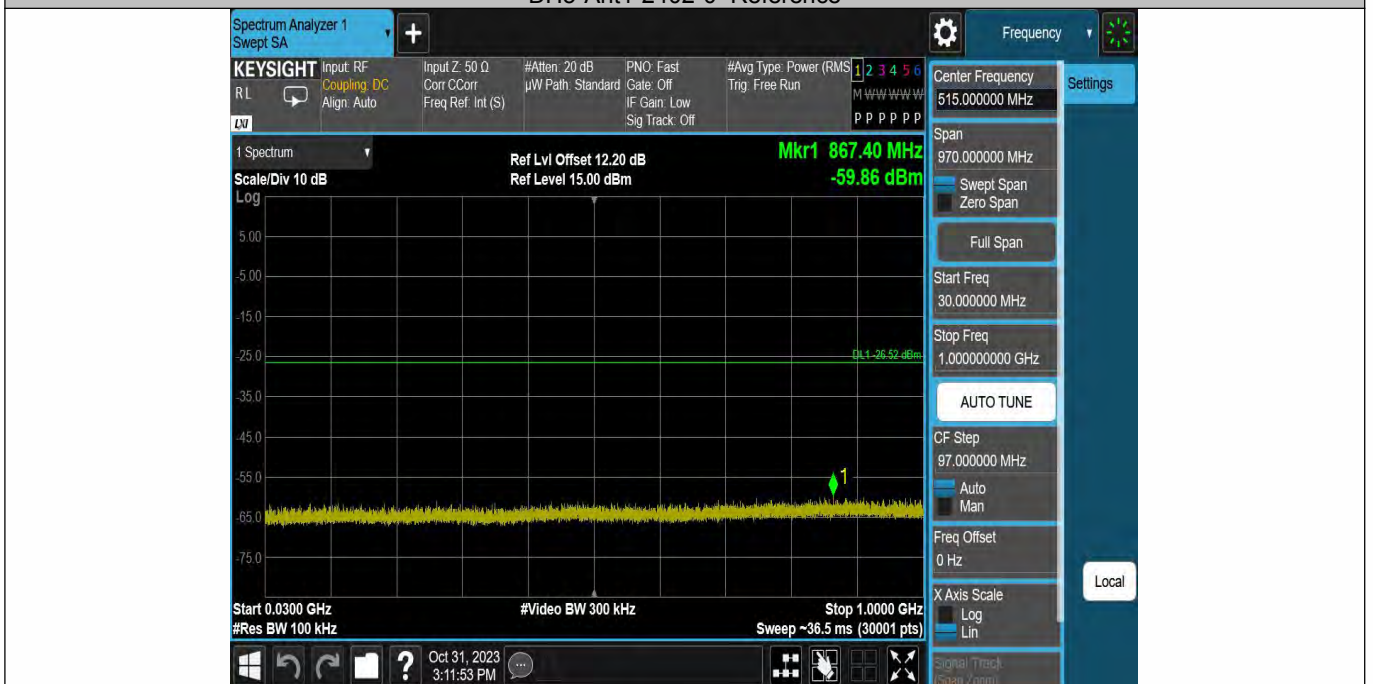 Spectrum Analyzer 1
Swept SA
+
Frequency
KEYSIGHT
RL
LXI
Input: RF
Coupling: DC
Align: Auto
Input Z: 50 Ω
Corr CCorr
Freq Ref: Int (S)
#Atten: 20 dB
µW Path: Standard
PNO: Fast
Gate: Off
IF Gain: Low
Sig Track: Off
#Avg Type: Power (RMS
Trig: Free Run
1 2 3 4 5 6
M W W W W W
P P P P P P
Center Frequency
515.000000 MHz
Settings
1 Spectrum
Scale/Div 10 dB
Log
Ref Lvl Offset 12.20 dB
Ref Level 15.00 dBm
Mkr1 867.40 MHz
-59.86 dBm
5.00
-5.00
-15.0
-25.0
-35.0
-45.0
-55.0
-65.0
-75.0
DL1 -26.52 dBm
1
Start 0.0300 GHz
#Res BW 100 kHz
#Video BW 300 kHz
Stop 1.0000 GHz
Sweep ~36.5 ms (30001 pts)
Span
970.000000 MHz
Swept Span
Zero Span
Full Span
Start Freq
30.000000 MHz
Stop Freq
1.000000000 GHz
AUTO TUNE
CF Step
97.000000 MHz
Auto
Man
Freq Offset
0 Hz
X Axis Scale
Log
Lin
Signal Track
(Span Zoom)
Local
?
Oct 31, 2023
3:11:53 PM